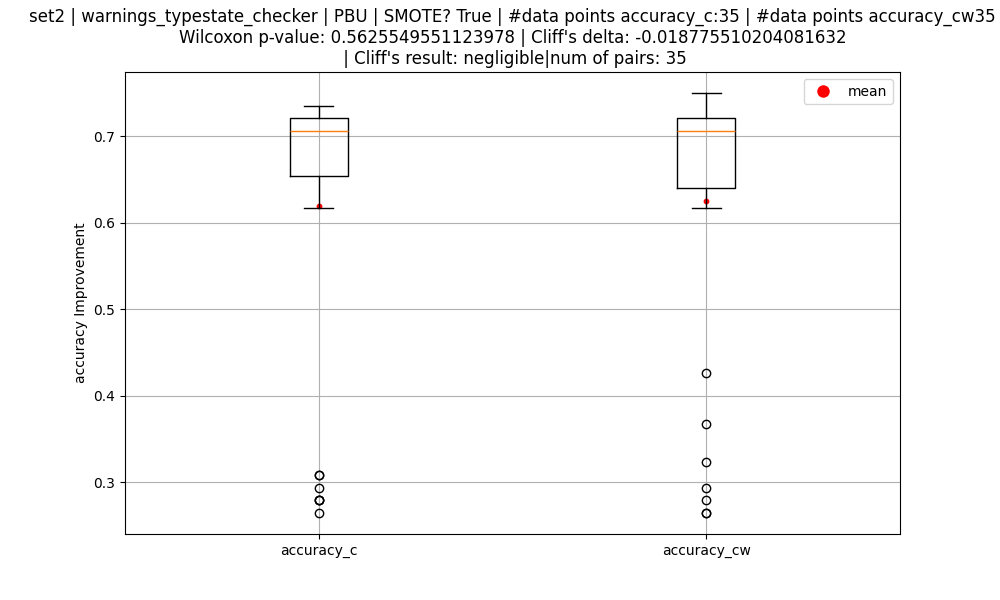 set2 | warnings_typestate_checker | PBU | SMOTE? True | #data points accuracy_c:35 | #data points accuracy_cw35
Wilcoxon p-value: 0.5625549551123978 | Cliff's delta: -0.018775510204081632
| Cliff's result: negligible|num of pairs: 35
mean
0.7
0.6
0.5
0.4
0.3
accuracy Improvement
accuracy_c
accuracy_cw